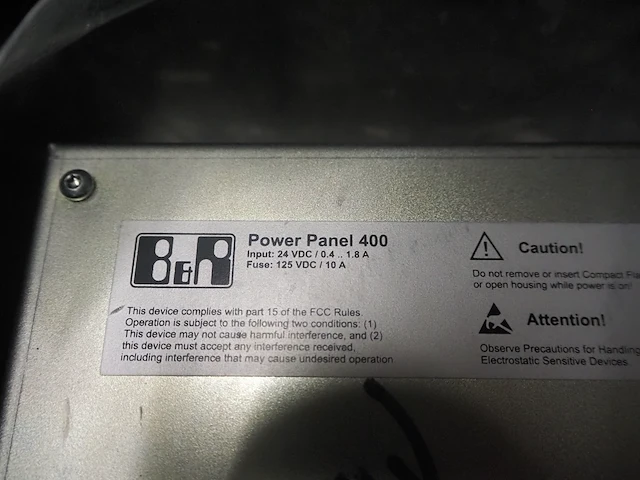 B&R
Power Panel 400
Input: 24 VDC / 0.4 .. 1.8 A
Fuse: 125 VDC / 10 A
This device complies with part 15 of the FCC Rules.
Operation is subject to the following two conditions: (1)
This device may not cause harmful interference, and (2)
this device must accept any interference received,
including interference that may cause undesired operation
Caution!
Do not remove or insert Compact Fla
or open housing while power is on!
Attention!
Observe Precautions for Handling
Electrostatic Sensitive Devices